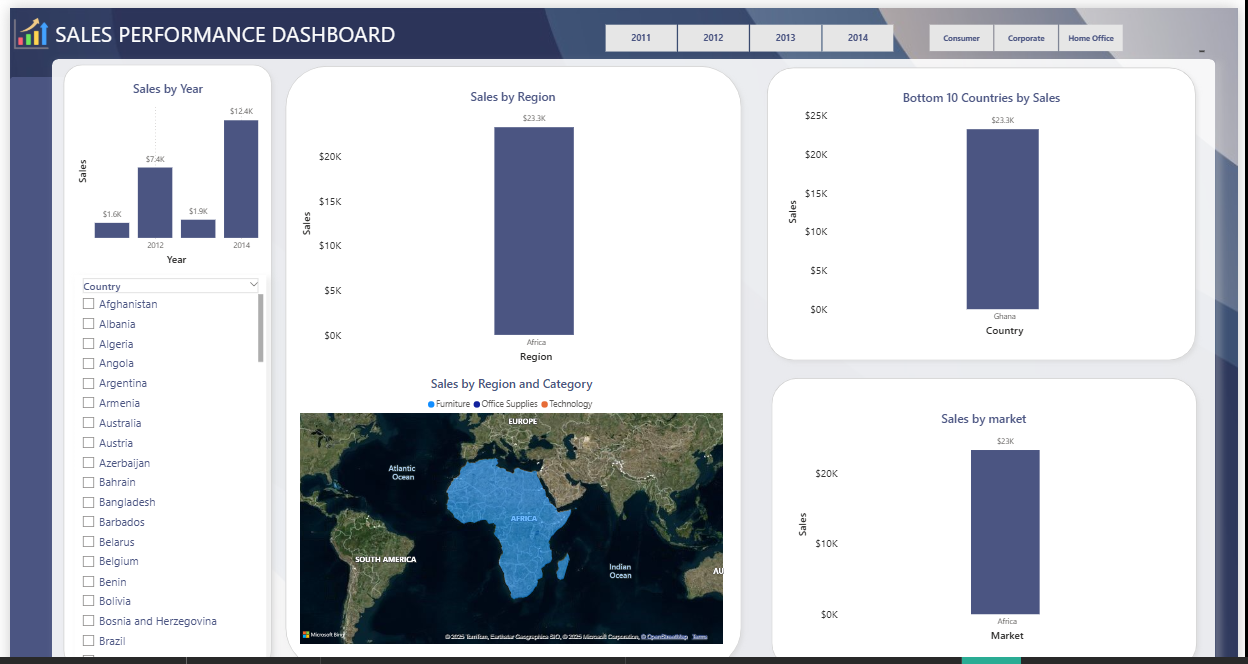 SALES PERFORMANCE DASHBOARD
2011 2012 2013 2014
Consumer Corporate Home Office
Sales by Year
$12.4K
$7.4K
$1.6K
$1.9K
Sales
2012 2014
Year
Country
Afghanistan
Albania
Algeria
Angola
Argentina
Armenia
Australia
Austria
Azerbaijan
Bahrain
Bangladesh
Barbados
Belarus
Belgium
Benin
Bolivia
Bosnia and Herzegovina
Brazil
Sales by Region
$23.3K
$20K
$15K
$10K
$5K
$0K
Sales
Africa
Region
Sales by Region and Category
Furniture Office Supplies Technology
EUROPE
Atlantic
Ocean
AFRICA
SOUTH AMERICA
Indian
Ocean
AU
Microsoft Bing
© 2025 TomTom, Earthstar Geographics SIO, © 2025 Microsoft Corporation, © OpenStreetMap Terms
Bottom 10 Countries by Sales
$25K
$23.3K
$20K
$15K
$10K
$5K
$0K
Sales
Ghana
Country
Sales by market
$23K
$20K
$10K
$0K
Sales
Africa
Market